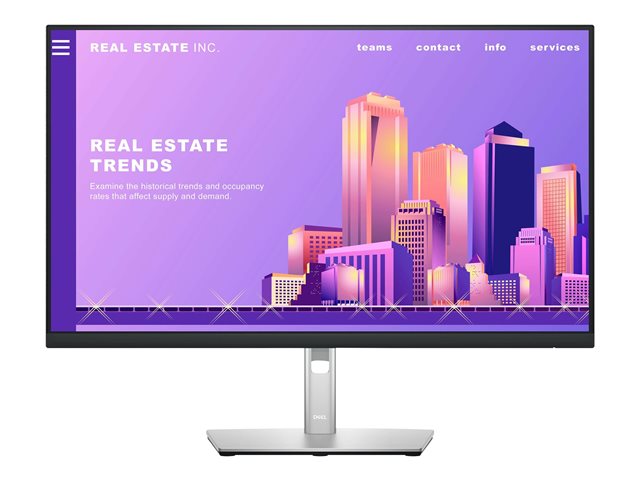 REAL ESTATE INC.
teams contact info services
REAL ESTATE
TRENDS
Examine the historical trends and occupancy
rates that affect supply and demand.
DELL